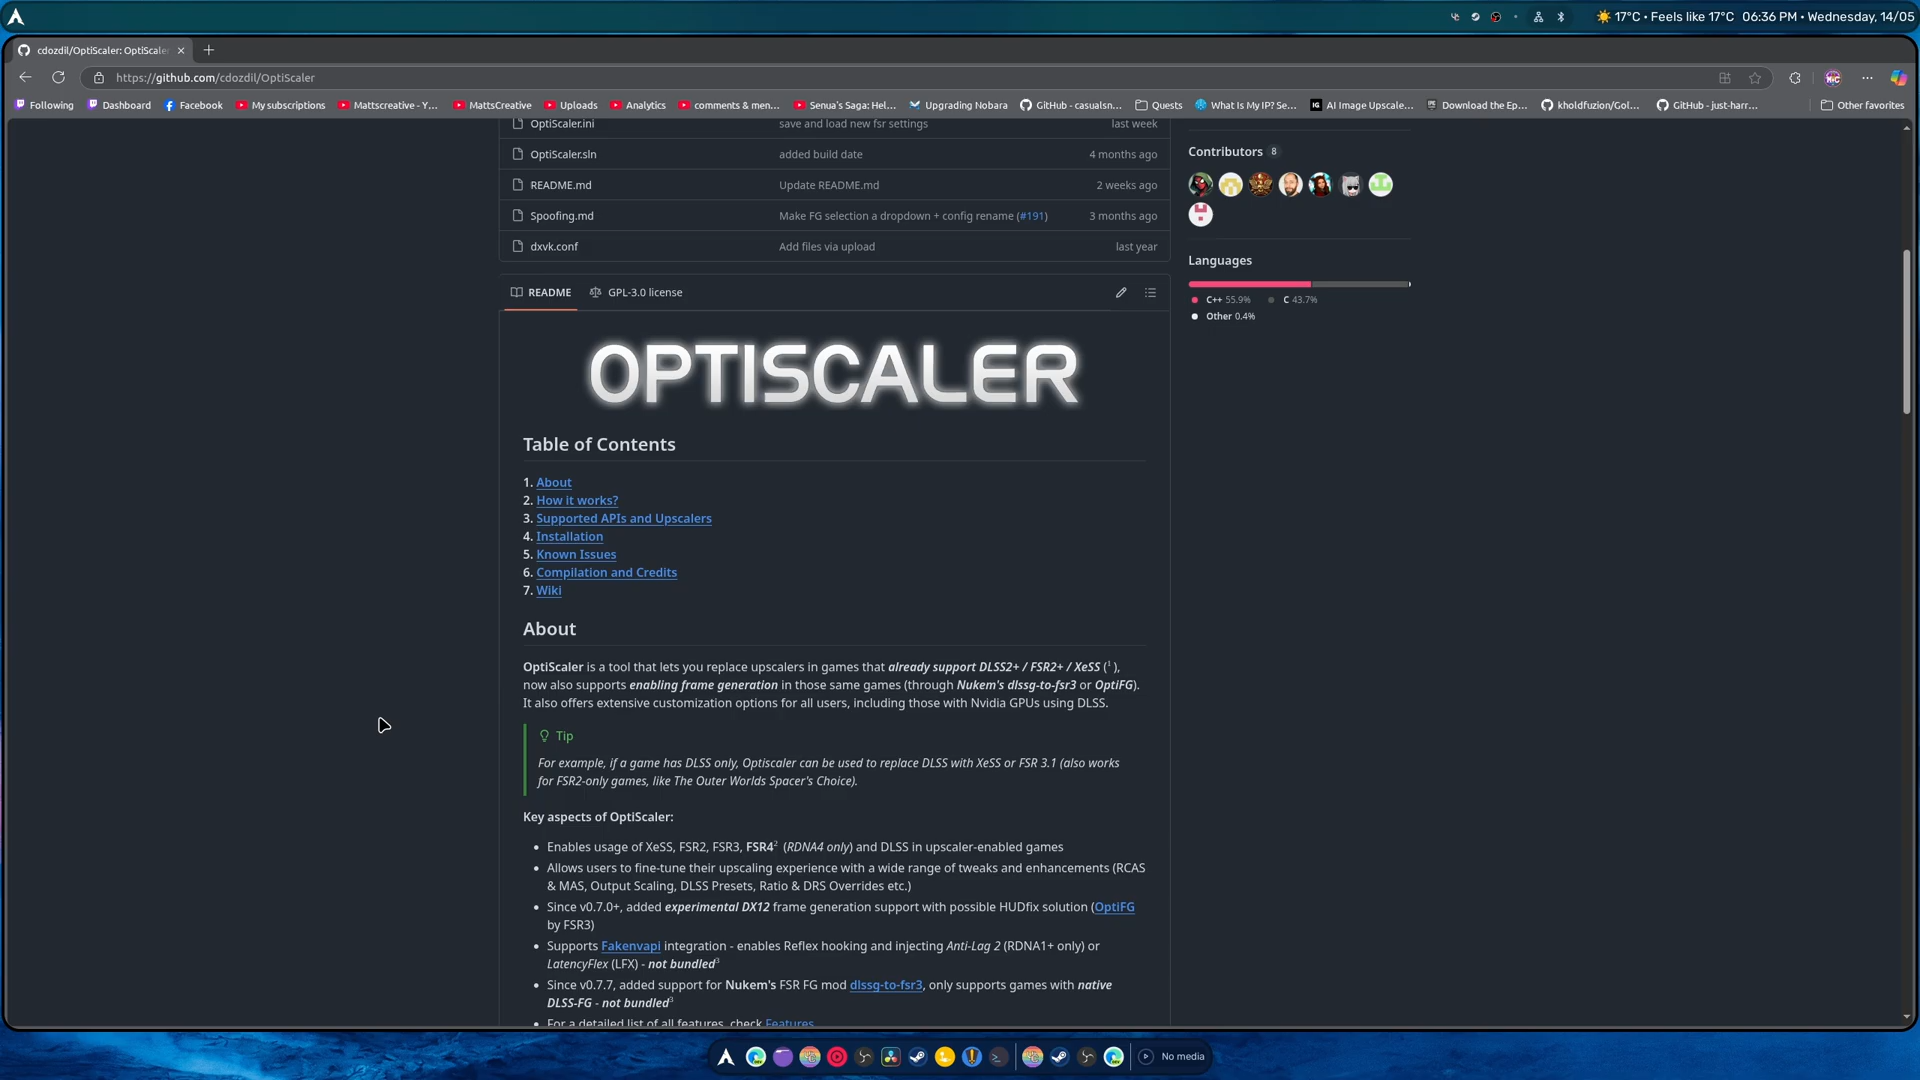 17°C • Feels like 17°C 06:36 PM • Wednesday, 14/05
cdozdil/OptiScaler: OptiScale
https://github.com/cdozdil/OptiScaler
Following
Dashboard
Facebook
My subscriptions
Mattscreative - Y...
MattsCreative
Uploads
Analytics
comments & men...
Senua's Saga: Hel...
Upgrading Nobara
GitHub - casualsn...
Quests
What Is My IP? Se...
AI Image Upscale...
Download the Ep...
kholdfuzion/Gol...
GitHub - just-harr...
Other favorites
OptiScaler.ini save and load new fsr settings last week
OptiScaler.sln added build date 4 months ago
README.md Update README.md 2 weeks ago
Spoofing.md Make FG selection a dropdown + config rename (#191) 3 months ago
dxvk.conf Add files via upload last year
README GPL-3.0 license
OPTISCALER
Table of Contents
1. About
2. How it works?
3. Supported APIs and Upscalers
4. Installation
5. Known Issues
6. Compilation and Credits
7. Wiki
About
OptiScaler is a tool that lets you replace upscalers in games that already support DLSS2+ / FSR2+ / XeSS (1),
now also supports enabling frame generation in those same games (through Nukem's dlssg-to-fsr3 or OptiFG).
It also offers extensive customization options for all users, including those with Nvidia GPUs using DLSS.
Tip
For example, if a game has DLSS only, Optiscaler can be used to replace DLSS with XeSS or FSR 3.1 (also works
for FSR2-only games, like The Outer Worlds Spacer's Choice).
Key aspects of OptiScaler:
• Enables usage of XeSS, FSR2, FSR3, FSR4² (RDNA4 only) and DLSS in upscaler-enabled games
• Allows users to fine-tune their upscaling experience with a wide range of tweaks and enhancements (RCAS
& MAS, Output Scaling, DLSS Presets, Ratio & DRS Overrides etc.)
• Since v0.7.0+, added experimental DX12 frame generation support with possible HUDfix solution (OptiFG
by FSR3)
• Supports Fakenvapi integration - enables Reflex hooking and injecting Anti-Lag 2 (RDNA1+ only) or
LatencyFlex (LFX) - not bundled³
• Since v0.7.7, added support for Nukem's FSR FG mod dlssg-to-fsr3, only supports games with native
DLSS-FG - not bundled³
• For a detailed list of all features, check Features
Contributors 8
Languages
C++ 55.9% C 43.7%
Other 0.4%
No media